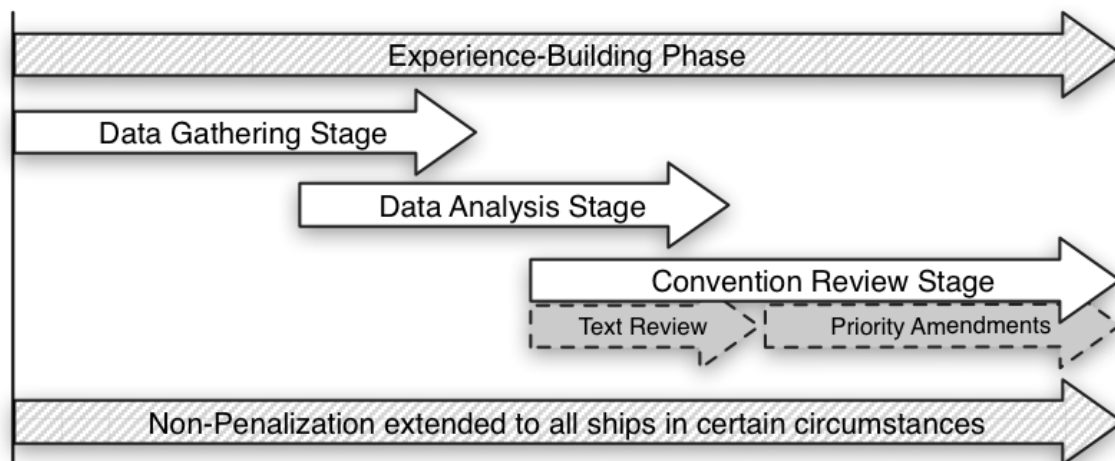 Experience-Building Phase
Data Gathering Stage
Data Analysis Stage
Convention Review Stage
Text Review
Priority Amendments
Non-Penalization extended to all ships in certain circumstances